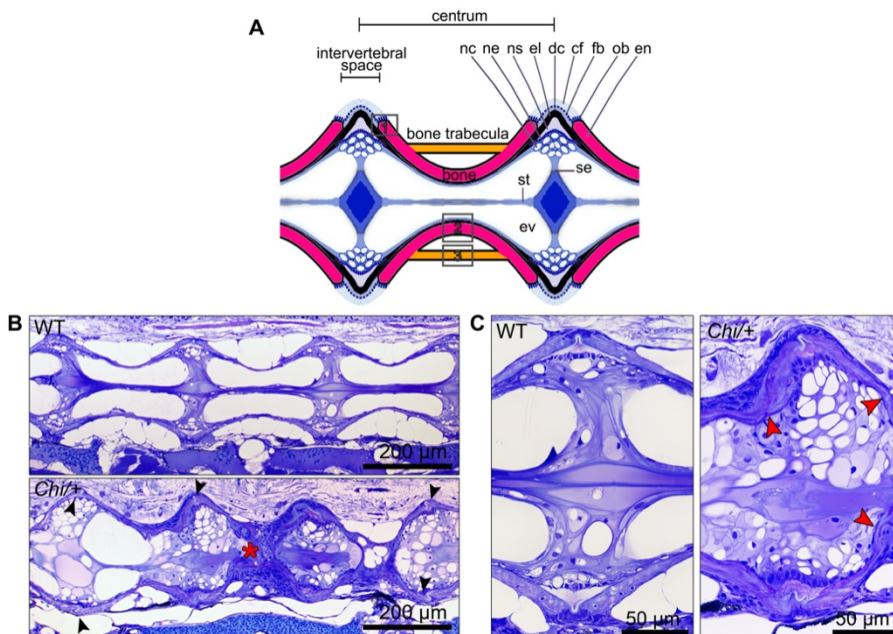 A
centrum
intervertebral
space
nc ne ns el dc cf fb ob en
1
bone trabecula
bone
st
se
2
ev
3
B
WT
200 µm
Chi/+
200 µm
C
WT
50 µm
Chi/+
50 µm